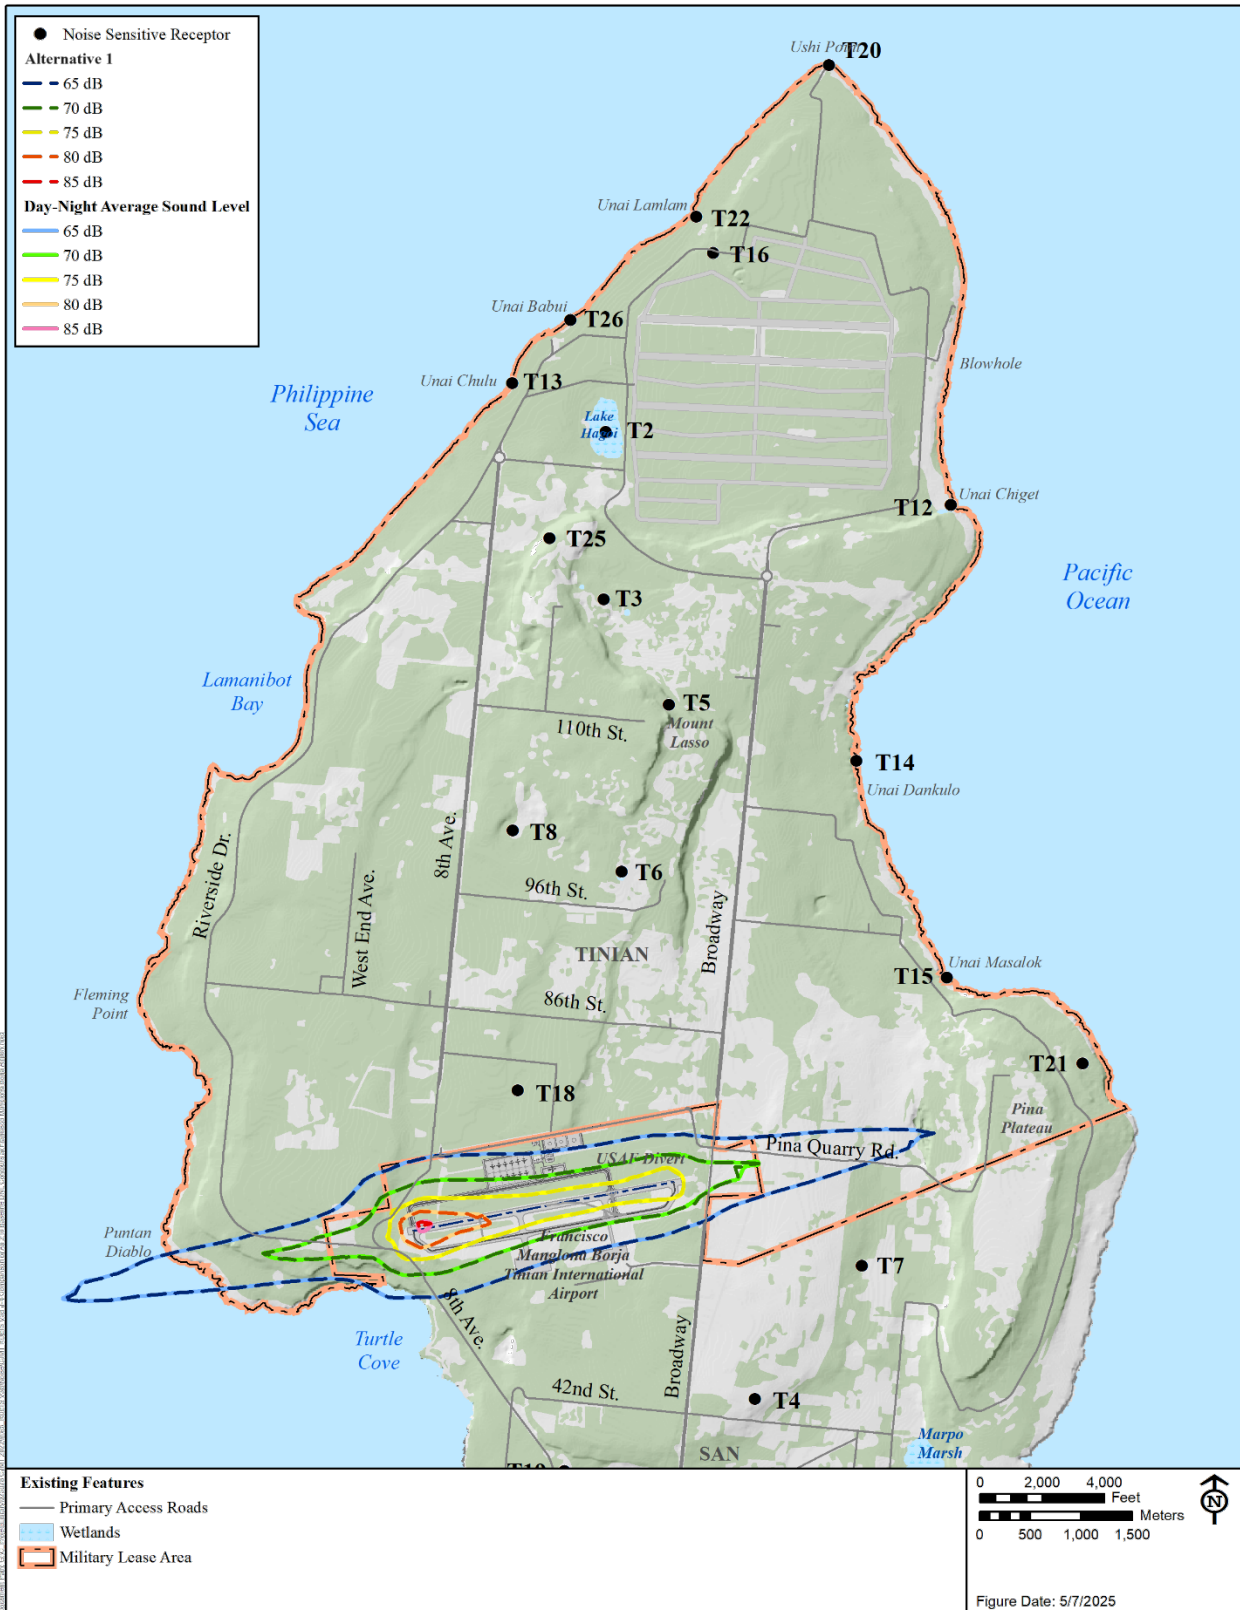 Noise Sensitive Receptor
Alternative 1
65 dB
70 dB
75 dB
80 dB
85 dB
Day-Night Average Sound Level
65 dB
70 dB
75 dB
80 dB
85 dB
Ushi Point
T20
Unai Lamlam
T22
T16
Unai Babui
T26
Unai Chulu
T13
Blowhole
Philippine
Sea
Lake
Hagoi
T2
Unai Chiget
T12
T25
Pacific
Ocean
T3
Lamanibot
Bay
T5
Mount
Lasso
110th St.
T14
Unai Dankulo
8th Ave.
T8
Riverside Dr.
T6
96th St.
West End Ave.
Broadway
TINIAN
Unai Masalok
T15
Fleming
Point
86th St.
T21
T18
Pina
Plateau
Pina Quarry Rd.
USAF Divert
Puntan
Diablo
Francisco
Manglona Borja
Tinian International
Airport
T7
8th Ave.
Turtle
Cove
Broadway
42nd St.
T4
Marpo
Marsh
SAN
Existing Features
Primary Access Roads
Wetlands
Military Lease Area
0 2,000 4,000
Feet
Meters
0 500 1,000 1,500
N
Figure Date: 5/7/2025